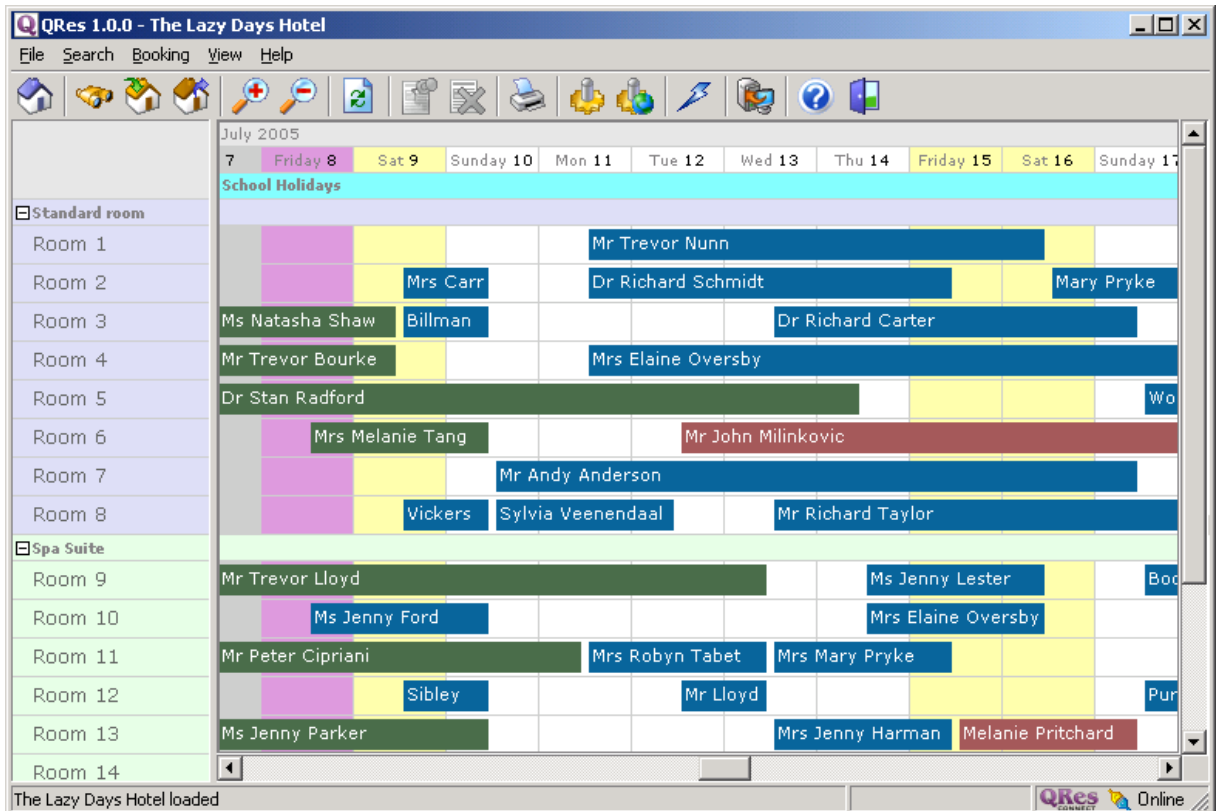 QRes 1.0.0 - The Lazy Days Hotel
File Search Booking View Help
July 2005
7 Friday 8 Sat 9 Sunday 10 Mon 11 Tue 12 Wed 13 Thu 14 Friday 15 Sat 16 Sunday 17
School Holidays
Standard room
Room 1 Mr Trevor Nunn
Room 2 Mrs Carr Dr Richard Schmidt Mary Pryke
Room 3 Ms Natasha Shaw Billman Dr Richard Carter
Room 4 Mr Trevor Bourke Mrs Elaine Oversby
Room 5 Dr Stan Radford Wo
Room 6 Mrs Melanie Tang Mr John Milinkovic
Room 7 Mr Andy Anderson
Room 8 Vickers Sylvia Veenendaal Mr Richard Taylor
Spa Suite
Room 9 Mr Trevor Lloyd Ms Jenny Lester Boo
Room 10 Ms Jenny Ford Mrs Elaine Oversby
Room 11 Mr Peter Cipriani Mrs Robyn Tabet Mrs Mary Pryke
Room 12 Sibley Mr Lloyd Pur
Room 13 Ms Jenny Parker Mrs Jenny Harman Melanie Pritchard
Room 14
The Lazy Days Hotel loaded QRes CONNECT Online